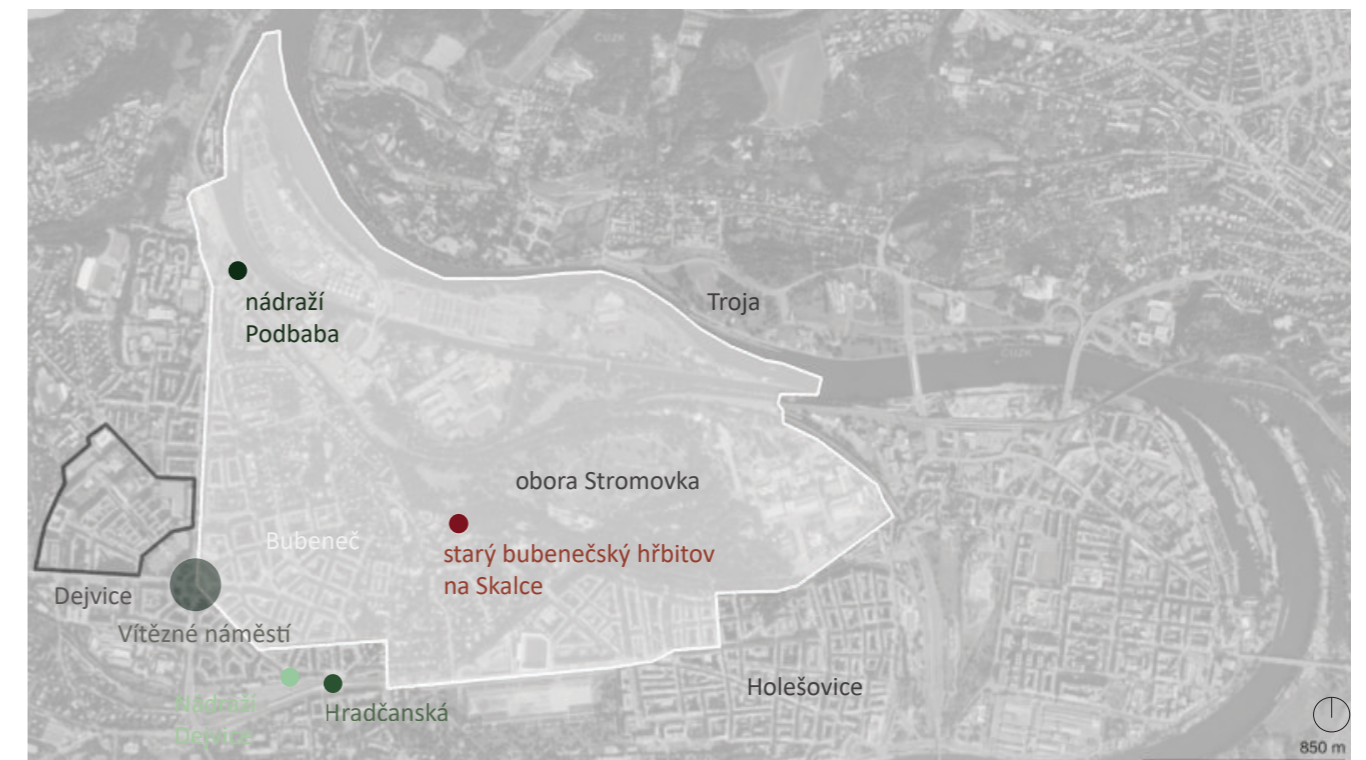 nádraží
Podbaba
Troja
obora Stromovka
Bubeneč
starý bubenečský hřbitov
na Skalce
Dejvice
Vítězné náměstí
Nádraží
Dejvice
Hradčanská
Holešovice
850 m